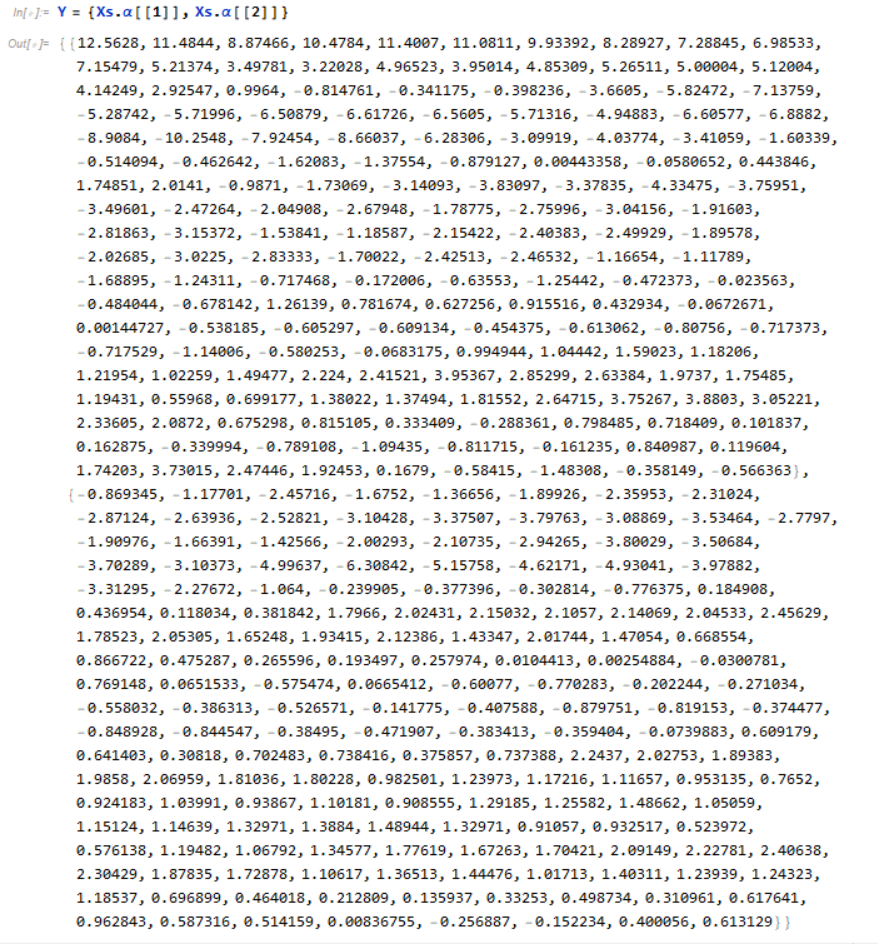 In[•]:= Y = {Xs.α[[1]], Xs.α[[2]]}
Out[•]= {{12.5628, 11.4844, 8.87466, 10.4784, 11.4007, 11.0811, 9.93392, 8.28927, 7.28845, 6.98533,
7.15479, 5.21374, 3.49781, 3.22028, 4.96523, 3.95014, 4.85309, 5.26511, 5.00004, 5.12004,
4.14249, 2.92547, 0.9964, -0.814761, -0.341175, -0.398236, -3.6605, -5.82472, -7.13759,
-5.28742, -5.71996, -6.50879, -6.61726, -6.5605, -5.71316, -4.94883, -6.60577, -6.8882,
-8.9084, -10.2548, -7.92454, -8.66037, -6.28306, -3.09919, -4.03774, -3.41059, -1.60339,
-0.514094, -0.462642, -1.62083, -1.37554, -0.879127, 0.00443358, -0.0580652, 0.443846,
1.74851, 2.0141, -0.9871, -1.73069, -3.14093, -3.83097, -3.37835, -4.33475, -3.75951,
-3.49601, -2.47264, -2.04908, -2.67948, -1.78775, -2.75996, -3.04156, -1.91603,
-2.81863, -3.15372, -1.53841, -1.18587, -2.15422, -2.40383, -2.49929, -1.89578,
-2.02685, -3.0225, -2.83333, -1.70022, -2.42513, -2.46532, -1.16654, -1.11789,
-1.68895, -1.24311, -0.717468, -0.172006, -0.63553, -1.25442, -0.472373, -0.023563,
-0.484044, -0.678142, 1.26139, 0.781674, 0.627256, 0.915516, 0.432934, -0.0672671,
0.00144727, -0.538185, -0.605297, -0.609134, -0.454375, -0.613062, -0.80756, -0.717373,
-0.717529, -1.14006, -0.580253, -0.0683175, 0.994944, 1.04442, 1.59023, 1.18206,
1.21954, 1.02259, 1.49477, 2.224, 2.41521, 3.95367, 2.85299, 2.63384, 1.9737, 1.75485,
1.19431, 0.55968, 0.699177, 1.38022, 1.37494, 1.81552, 2.64715, 3.75267, 3.8803, 3.05221,
2.33605, 2.0872, 0.675298, 0.815105, 0.333409, -0.288361, 0.798485, 0.718409, 0.101837,
0.162875, -0.339994, -0.789108, -1.09435, -0.811715, -0.161235, 0.840987, 0.119604,
1.74203, 3.73015, 2.47446, 1.92453, 0.1679, -0.58415, -1.48308, -0.358149, -0.566363},
{-0.869345, -1.17701, -2.45716, -1.6752, -1.36656, -1.89926, -2.35953, -2.31024,
-2.87124, -2.63936, -2.52821, -3.10428, -3.37507, -3.79763, -3.08869, -3.53464, -2.7797,
-1.90976, -1.66391, -1.42566, -2.00293, -2.10735, -2.94265, -3.80029, -3.50684,
-3.70289, -3.10373, -4.99637, -6.30842, -5.15758, -4.62171, -4.93041, -3.97882,
-3.31295, -2.27672, -1.064, -0.239905, -0.377396, -0.302814, -0.776375, 0.184908,
0.436954, 0.118034, 0.381842, 1.7966, 2.02431, 2.15032, 2.1057, 2.14069, 2.04533, 2.45629,
1.78523, 2.05305, 1.65248, 1.93415, 2.12386, 1.43347, 2.01744, 1.47054, 0.668554,
0.866722, 0.475287, 0.265596, 0.193497, 0.257974, 0.0104413, 0.00254884, -0.0300781,
0.769148, 0.0651533, -0.575474, 0.0665412, -0.60077, -0.770283, -0.202244, -0.271034,
-0.558032, -0.386313, -0.526571, -0.141775, -0.407588, -0.879751, -0.819153, -0.374477,
-0.848928, -0.844547, -0.38495, -0.471907, -0.383413, -0.359404, -0.0739883, 0.609179,
0.641403, 0.30818, 0.702483, 0.738416, 0.375857, 0.737388, 2.2437, 2.02753, 1.89383,
1.9858, 2.06959, 1.81036, 1.80228, 0.982501, 1.23973, 1.17216, 1.11657, 0.953135, 0.7652,
0.924183, 1.03991, 0.93867, 1.10181, 0.908555, 1.29185, 1.25582, 1.48662, 1.05059,
1.15124, 1.14639, 1.32971, 1.3884, 1.48944, 1.32971, 0.91057, 0.932517, 0.523972,
0.576138, 1.19482, 1.06792, 1.34577, 1.77619, 1.67263, 1.70421, 2.09149, 2.22781, 2.40638,
2.30429, 1.87835, 1.72878, 1.10617, 1.36513, 1.44476, 1.01713, 1.40311, 1.23939, 1.24323,
1.18537, 0.696899, 0.464018, 0.212809, 0.135937, 0.33253, 0.498734, 0.310961, 0.617641,
0.962843, 0.587316, 0.514159, 0.00836755, -0.256887, -0.152234, 0.400056, 0.613129}}